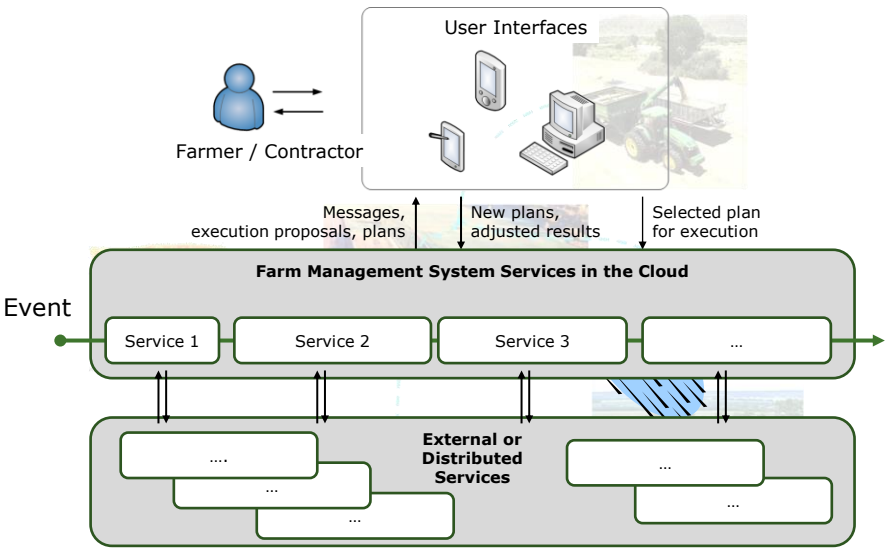 User Interfaces
Farmer / Contractor
Messages,
execution proposals, plans
New plans,
adjusted results
Selected plan
for execution
Farm Management System Services in the Cloud
Event
Service 1
Service 2
Service 3
...
External or
Distributed
Services
....
...
...
...
...